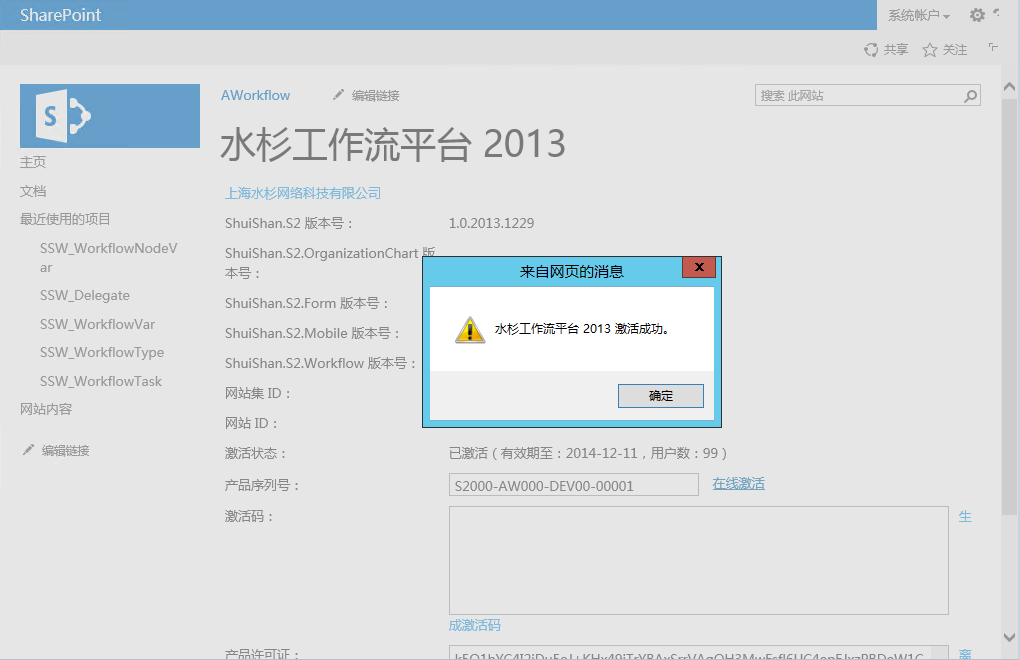 SharePoint
系统帐户
共享
关注
S
AWorkflow
编辑链接
搜索 此网站
水杉工作流平台 2013
主页
文档
最近使用的项目
SSW_WorkflowNodeV
ar
SSW_Delegate
SSW_WorkflowVar
SSW_WorkflowType
SSW_WorkflowTask
网站内容
编辑链接
上海水杉网络科技有限公司
ShuiShan.S2 版本号：
1.0.2013.1229
ShuiShan.S2.OrganizationChart 版
本号：
ShuiShan.S2.Form 版本号：
ShuiShan.S2.Mobile 版本号：
ShuiShan.S2.Workflow 版本号：
网站集 ID：
网站 ID：
来自网页的消息
x
水杉工作流平台 2013 激活成功。
确定
激活状态：
已激活（有效期至：2014-12-11，用户数：99）
产品序列号：
S2000-AW000-DEV00-00001
在线激活
激活码：
生
成激活码
产品许可证：